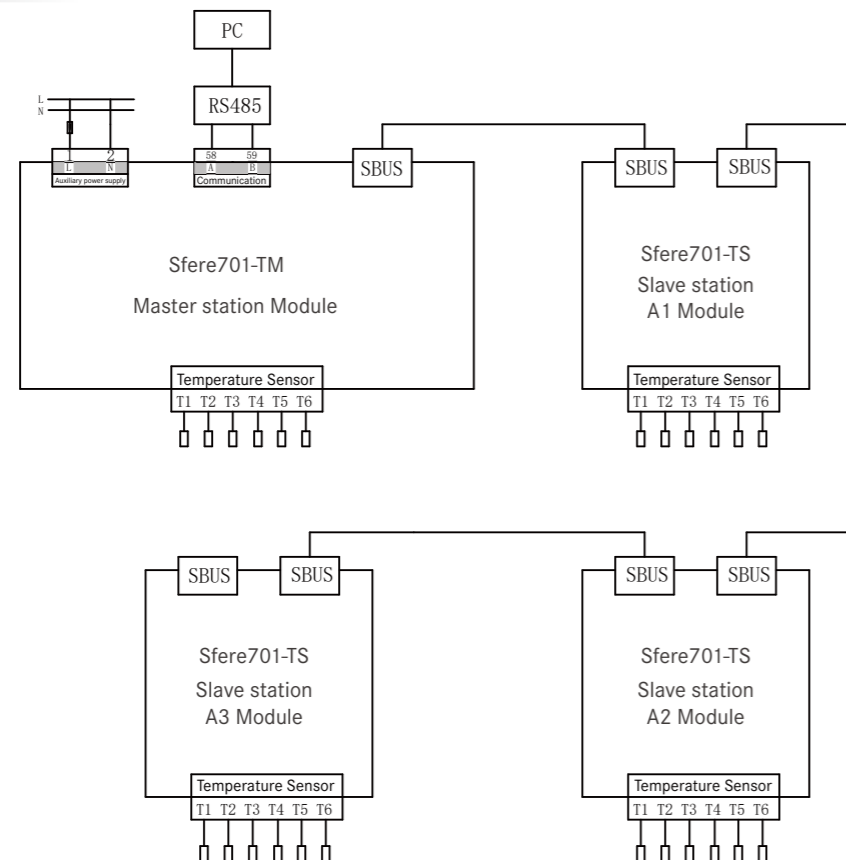 PC
RS485
L
N
1 2
L N
Auxiliary power supply
58 59
A B
Communication
SBUS
SBUS SBUS
Sfere701-TM
Master station Module
Sfere701-TS
Slave station
A1 Module
Temperature Sensor
T1 T2 T3 T4 T5 T6
Temperature Sensor
T1 T2 T3 T4 T5 T6
SBUS SBUS
Sfere701-TS
Slave station
A3 Module
Temperature Sensor
T1 T2 T3 T4 T5 T6
SBUS SBUS
Sfere701-TS
Slave station
A2 Module
Temperature Sensor
T1 T2 T3 T4 T5 T6